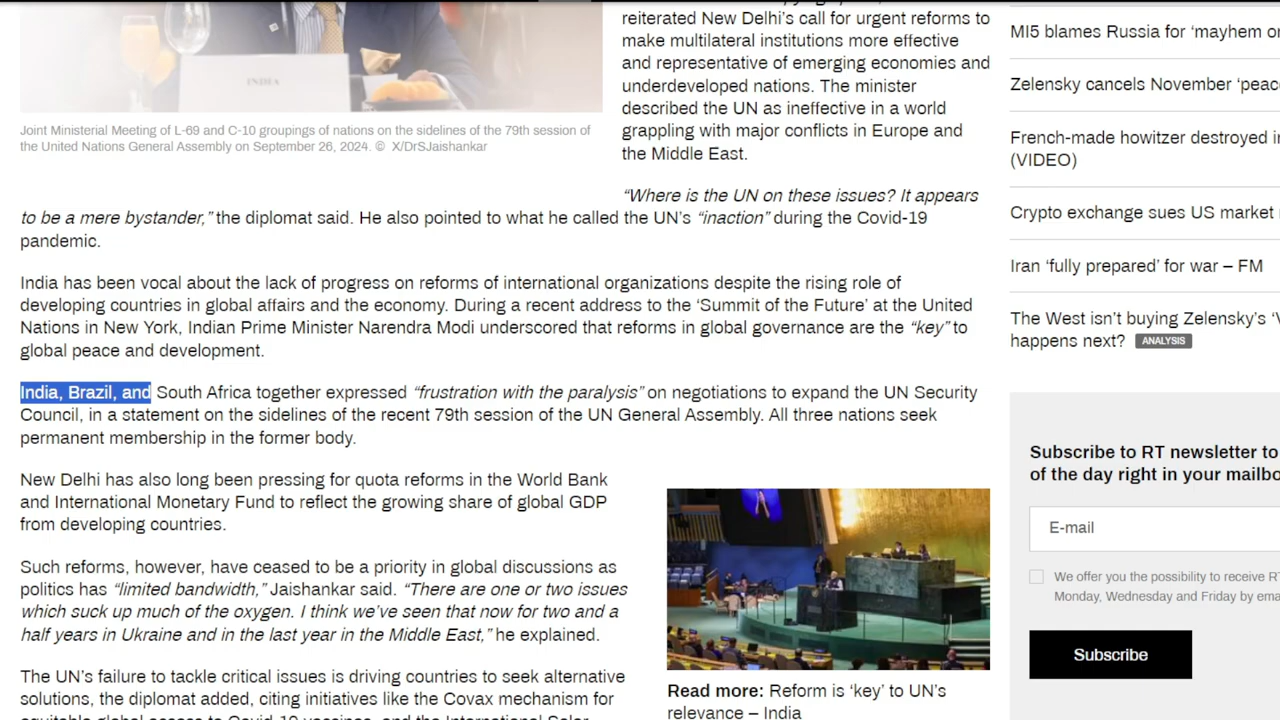 INDIA
Joint Ministerial Meeting of L-69 and C-10 groupings of nations on the sidelines of the 79th session of
the United Nations General Assembly on September 26, 2024. © X/DrSJaishankar
reiterated New Delhi's call for urgent reforms to
make multilateral institutions more effective
and representative of emerging economies and
underdeveloped nations. The minister
described the UN as ineffective in a world
grappling with major conflicts in Europe and
the Middle East.
“Where is the UN on these issues? It appears
to be a mere bystander,” the diplomat said. He also pointed to what he called the UN's “inaction” during the Covid-19
pandemic.
India has been vocal about the lack of progress on reforms of international organizations despite the rising role of
developing countries in global affairs and the economy. During a recent address to the ‘Summit of the Future’ at the United
Nations in New York, Indian Prime Minister Narendra Modi underscored that reforms in global governance are the “key” to
global peace and development.
India, Brazil, and South Africa together expressed “frustration with the paralysis” on negotiations to expand the UN Security
Council, in a statement on the sidelines of the recent 79th session of the UN General Assembly. All three nations seek
permanent membership in the former body.
New Delhi has also long been pressing for quota reforms in the World Bank
and International Monetary Fund to reflect the growing share of global GDP
from developing countries.
Such reforms, however, have ceased to be a priority in global discussions as
politics has “limited bandwidth,” Jaishankar said. “There are one or two issues
which suck up much of the oxygen. I think we've seen that now for two and a
half years in Ukraine and in the last year in the Middle East,” he explained.
The UN's failure to tackle critical issues is driving countries to seek alternative
solutions, the diplomat added, citing initiatives like the Covax mechanism for
equitable global access to Covid-19 vaccines, and the International Solar
Read more: Reform is ‘key’ to UN's
relevance – India
MI5 blames Russia for ‘mayhem
Zelensky cancels November
French-made howitzer destroyed
(VIDEO)
Crypto exchange sues US market
Iran ‘fully prepared’ for war – FM
The West isn't buying Zelensky's
happens next? ANALYSIS
Subscribe to RT newsletter to
of the day right in your
E-mail
We offer you the possibility to receive
Monday, Wednesday and Friday by
Subscribe